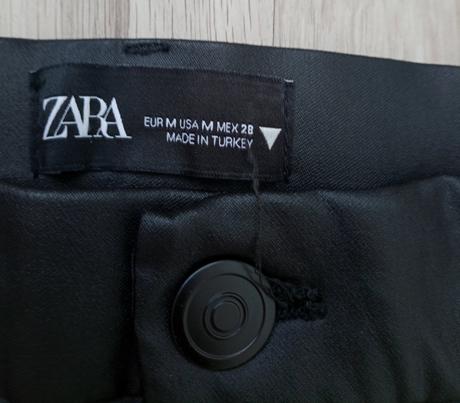 ZARA
EUR M USA M MEX 28
MADE IN TURKEY